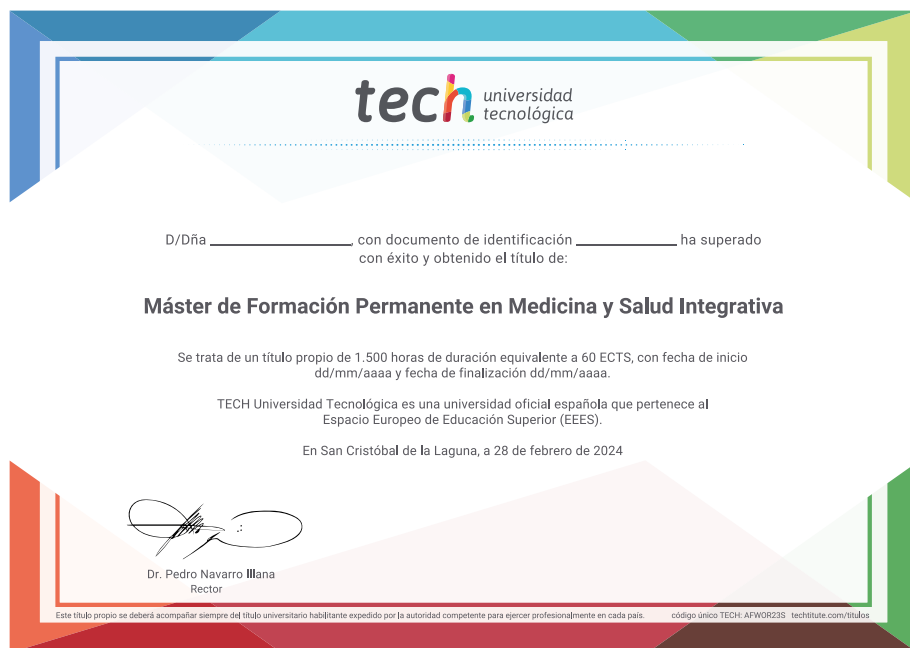 tech universidad
tecnológica
D/Dña ________________, con documento de identificación ____________ ha superado
con éxito y obtenido el título de:
Máster de Formación Permanente en Medicina y Salud Integrativa
Se trata de un título propio de 1.500 horas de duración equivalente a 60 ECTS, con fecha de inicio
dd/mm/aaaa y fecha de finalización dd/mm/aaaa.
TECH Universidad Tecnológica es una universidad oficial española que pertenece al
Espacio Europeo de Educación Superior (EEES).
En San Cristóbal de la Laguna, a 28 de febrero de 2024
Dr. Pedro Navarro Illana
Rector
Este título propio se deberá acompañar siempre del título universitario habilitante expedido por la autoridad competente para ejercer profesionalmente en cada país. código único TECH: AFWOR23S techtitute.com/titulos